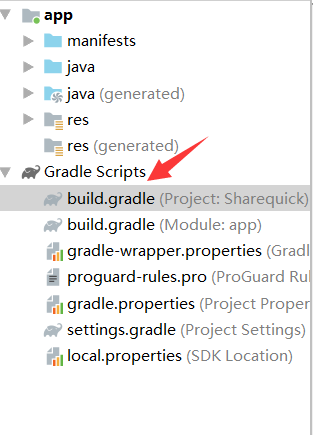 app
manifests
java
java (generated)
res
res (generated)
Gradle Scripts
build.gradle (Project: Sharequick)
build.gradle (Module: app)
gradle-wrapper.properties (Gradl
proguard-rules.pro (ProGuard Rul
gradle.properties (Project Proper
settings.gradle (Project Settings)
local.properties (SDK Location)